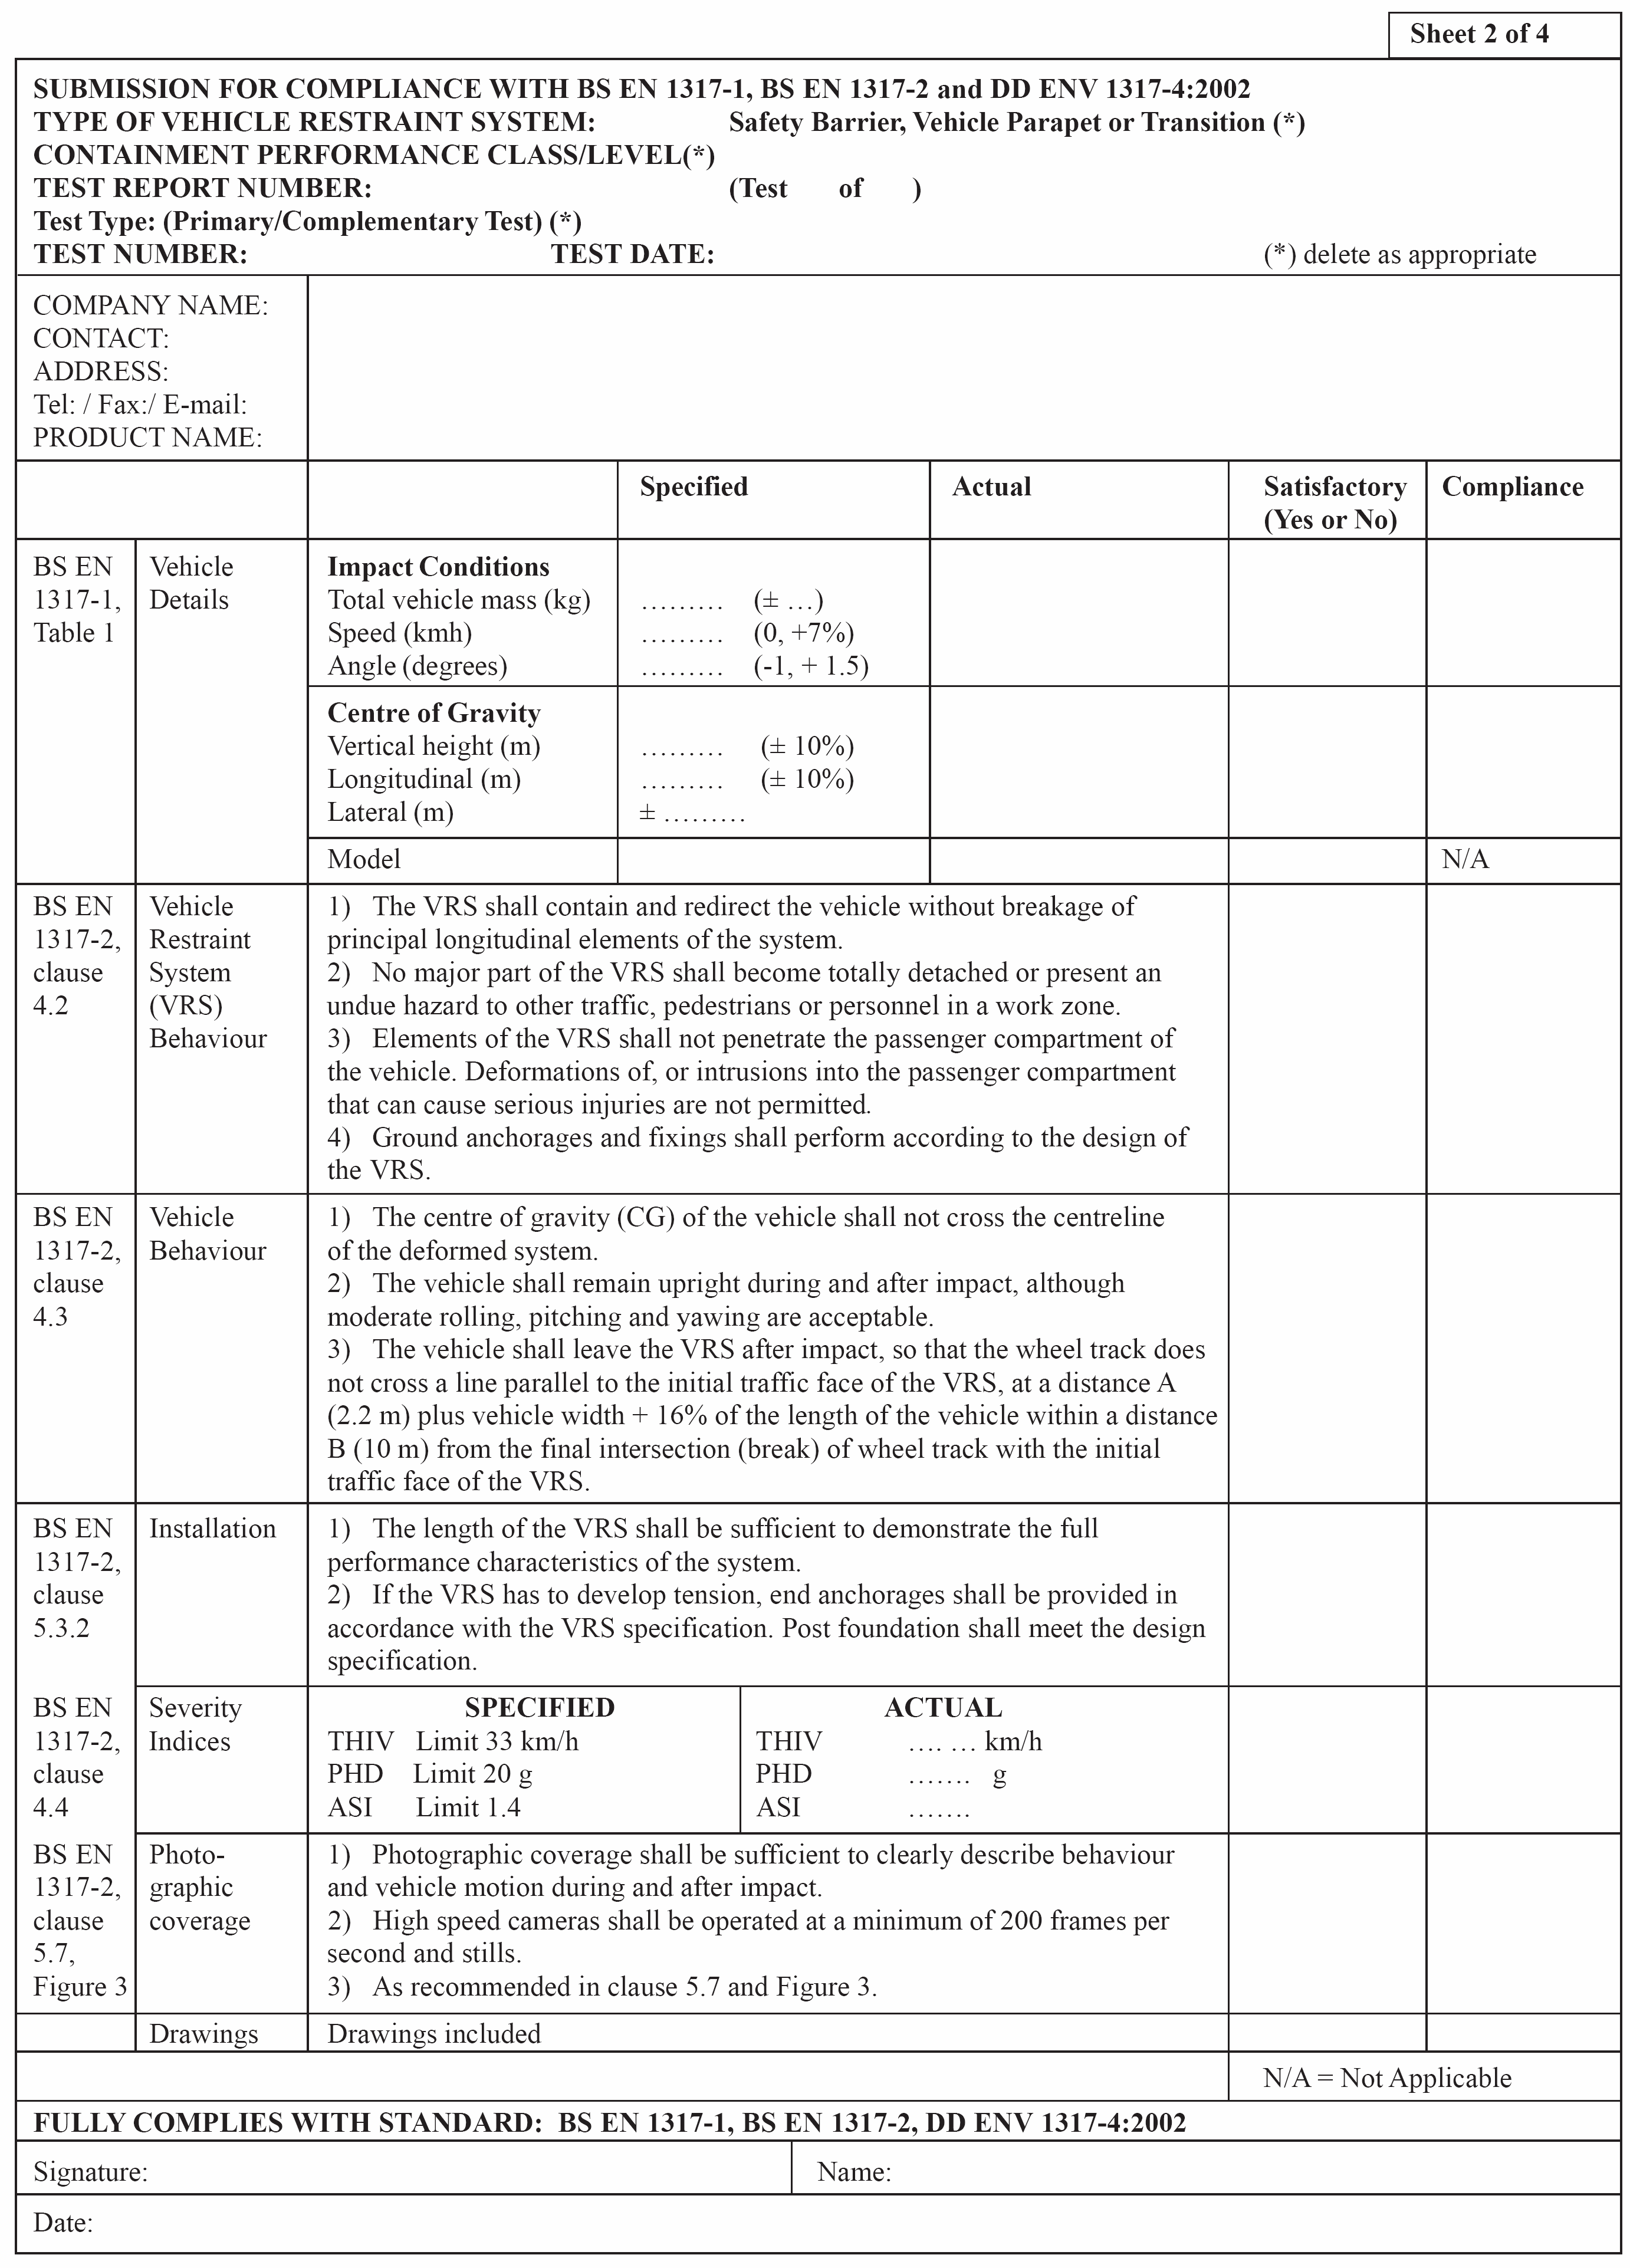 Sheet 2 of 4
SUBMISSION FOR COMPLIANCE WITH BS EN 1317-1, BS EN 1317-2 and DD ENV 1317-4:2002
TYPE OF VEHICLE RESTRAINT SYSTEM: Safety Barrier, Vehicle Parapet or Transition (*)
CONTAINMENT PERFORMANCE CLASS/LEVEL(*)
TEST REPORT NUMBER: (Test of )
Test Type: (Primary/Complementary Test) (*)
TEST NUMBER: TEST DATE: (*) delete as appropriate
COMPANY NAME:
CONTACT:
ADDRESS:
Tel: / Fax:/ E-mail:
PRODUCT NAME:
Specified Actual Satisfactory (Yes or No) Compliance
BS EN
1317-1,
Table 1
Vehicle
Details
Impact Conditions
Total vehicle mass (kg) ……… (± …)
Speed (kmh) ……… (0, +7%)
Angle (degrees) ……… (-1, + 1.5)
Centre of Gravity
Vertical height (m) ……… (± 10%)
Longitudinal (m) ……… (± 10%)
Lateral (m) ± ………
Model N/A
BS EN
1317-2,
clause
4.2
Vehicle
Restraint
System
(VRS)
Behaviour
1) The VRS shall contain and redirect the vehicle without breakage of
principal longitudinal elements of the system.
2) No major part of the VRS shall become totally detached or present an
undue hazard to other traffic, pedestrians or personnel in a work zone.
3) Elements of the VRS shall not penetrate the passenger compartment of
the vehicle. Deformations of, or intrusions into the passenger compartment
that can cause serious injuries are not permitted.
4) Ground anchorages and fixings shall perform according to the design of
the VRS.
BS EN
1317-2,
clause
4.3
Vehicle
Behaviour
1) The centre of gravity (CG) of the vehicle shall not cross the centreline
of the deformed system.
2) The vehicle shall remain upright during and after impact, although
moderate rolling, pitching and yawing are acceptable.
3) The vehicle shall leave the VRS after impact, so that the wheel track does
not cross a line parallel to the initial traffic face of the VRS, at a distance A
(2.2 m) plus vehicle width + 16% of the length of the vehicle within a distance
B (10 m) from the final intersection (break) of wheel track with the initial
traffic face of the VRS.
BS EN
1317-2,
clause
5.3.2
Installation
1) The length of the VRS shall be sufficient to demonstrate the full
performance characteristics of the system.
2) If the VRS has to develop tension, end anchorages shall be provided in
accordance with the VRS specification. Post foundation shall meet the design
specification.
BS EN
1317-2,
clause
4.4
Severity
Indices
SPECIFIED
THIV Limit 33 km/h
PHD Limit 20 g
ASI Limit 1.4
ACTUAL
THIV …. … km/h
PHD ……. g
ASI …….
BS EN
1317-2,
clause
5.7,
Figure 3
Photo-
graphic
coverage
1) Photographic coverage shall be sufficient to clearly describe behaviour
and vehicle motion during and after impact.
2) High speed cameras shall be operated at a minimum of 200 frames per
second and stills.
3) As recommended in clause 5.7 and Figure 3.
Drawings Drawings included
N/A = Not Applicable
FULLY COMPLIES WITH STANDARD: BS EN 1317-1, BS EN 1317-2, DD ENV 1317-4:2002
Signature: Name:
Date: